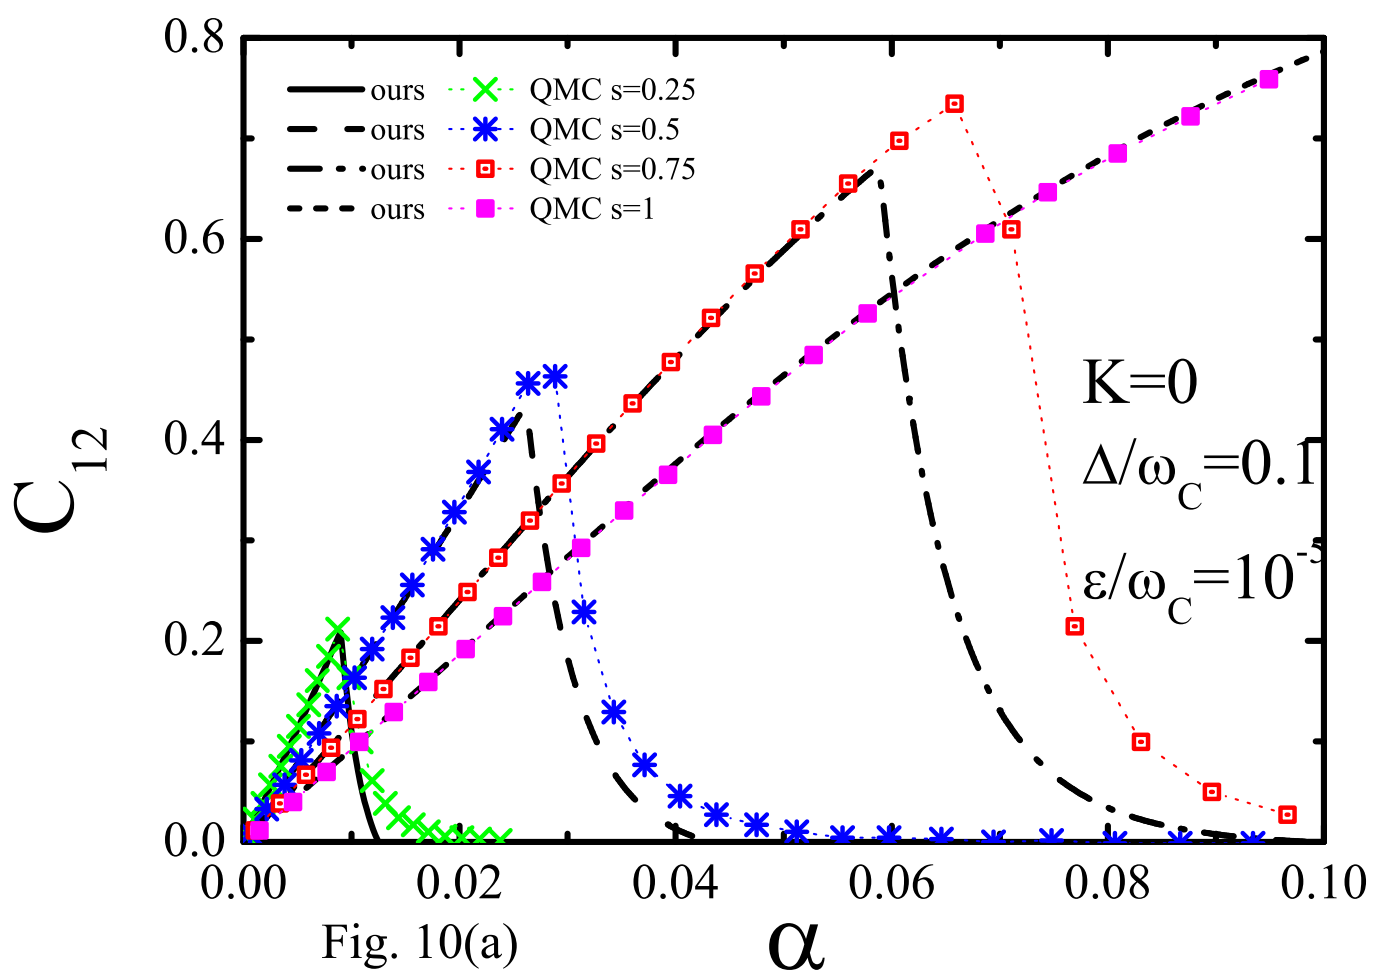 0.8
0.6
0.4
0.2
0.0
C12
ours QMC s=0.25
ours QMC s=0.5
ours QMC s=0.75
ours QMC s=1
K=0
Δ/ωC=0.1
ε/ωC=10-5
0.00 0.02 0.04 0.06 0.08 0.10
Fig. 10(a)
α